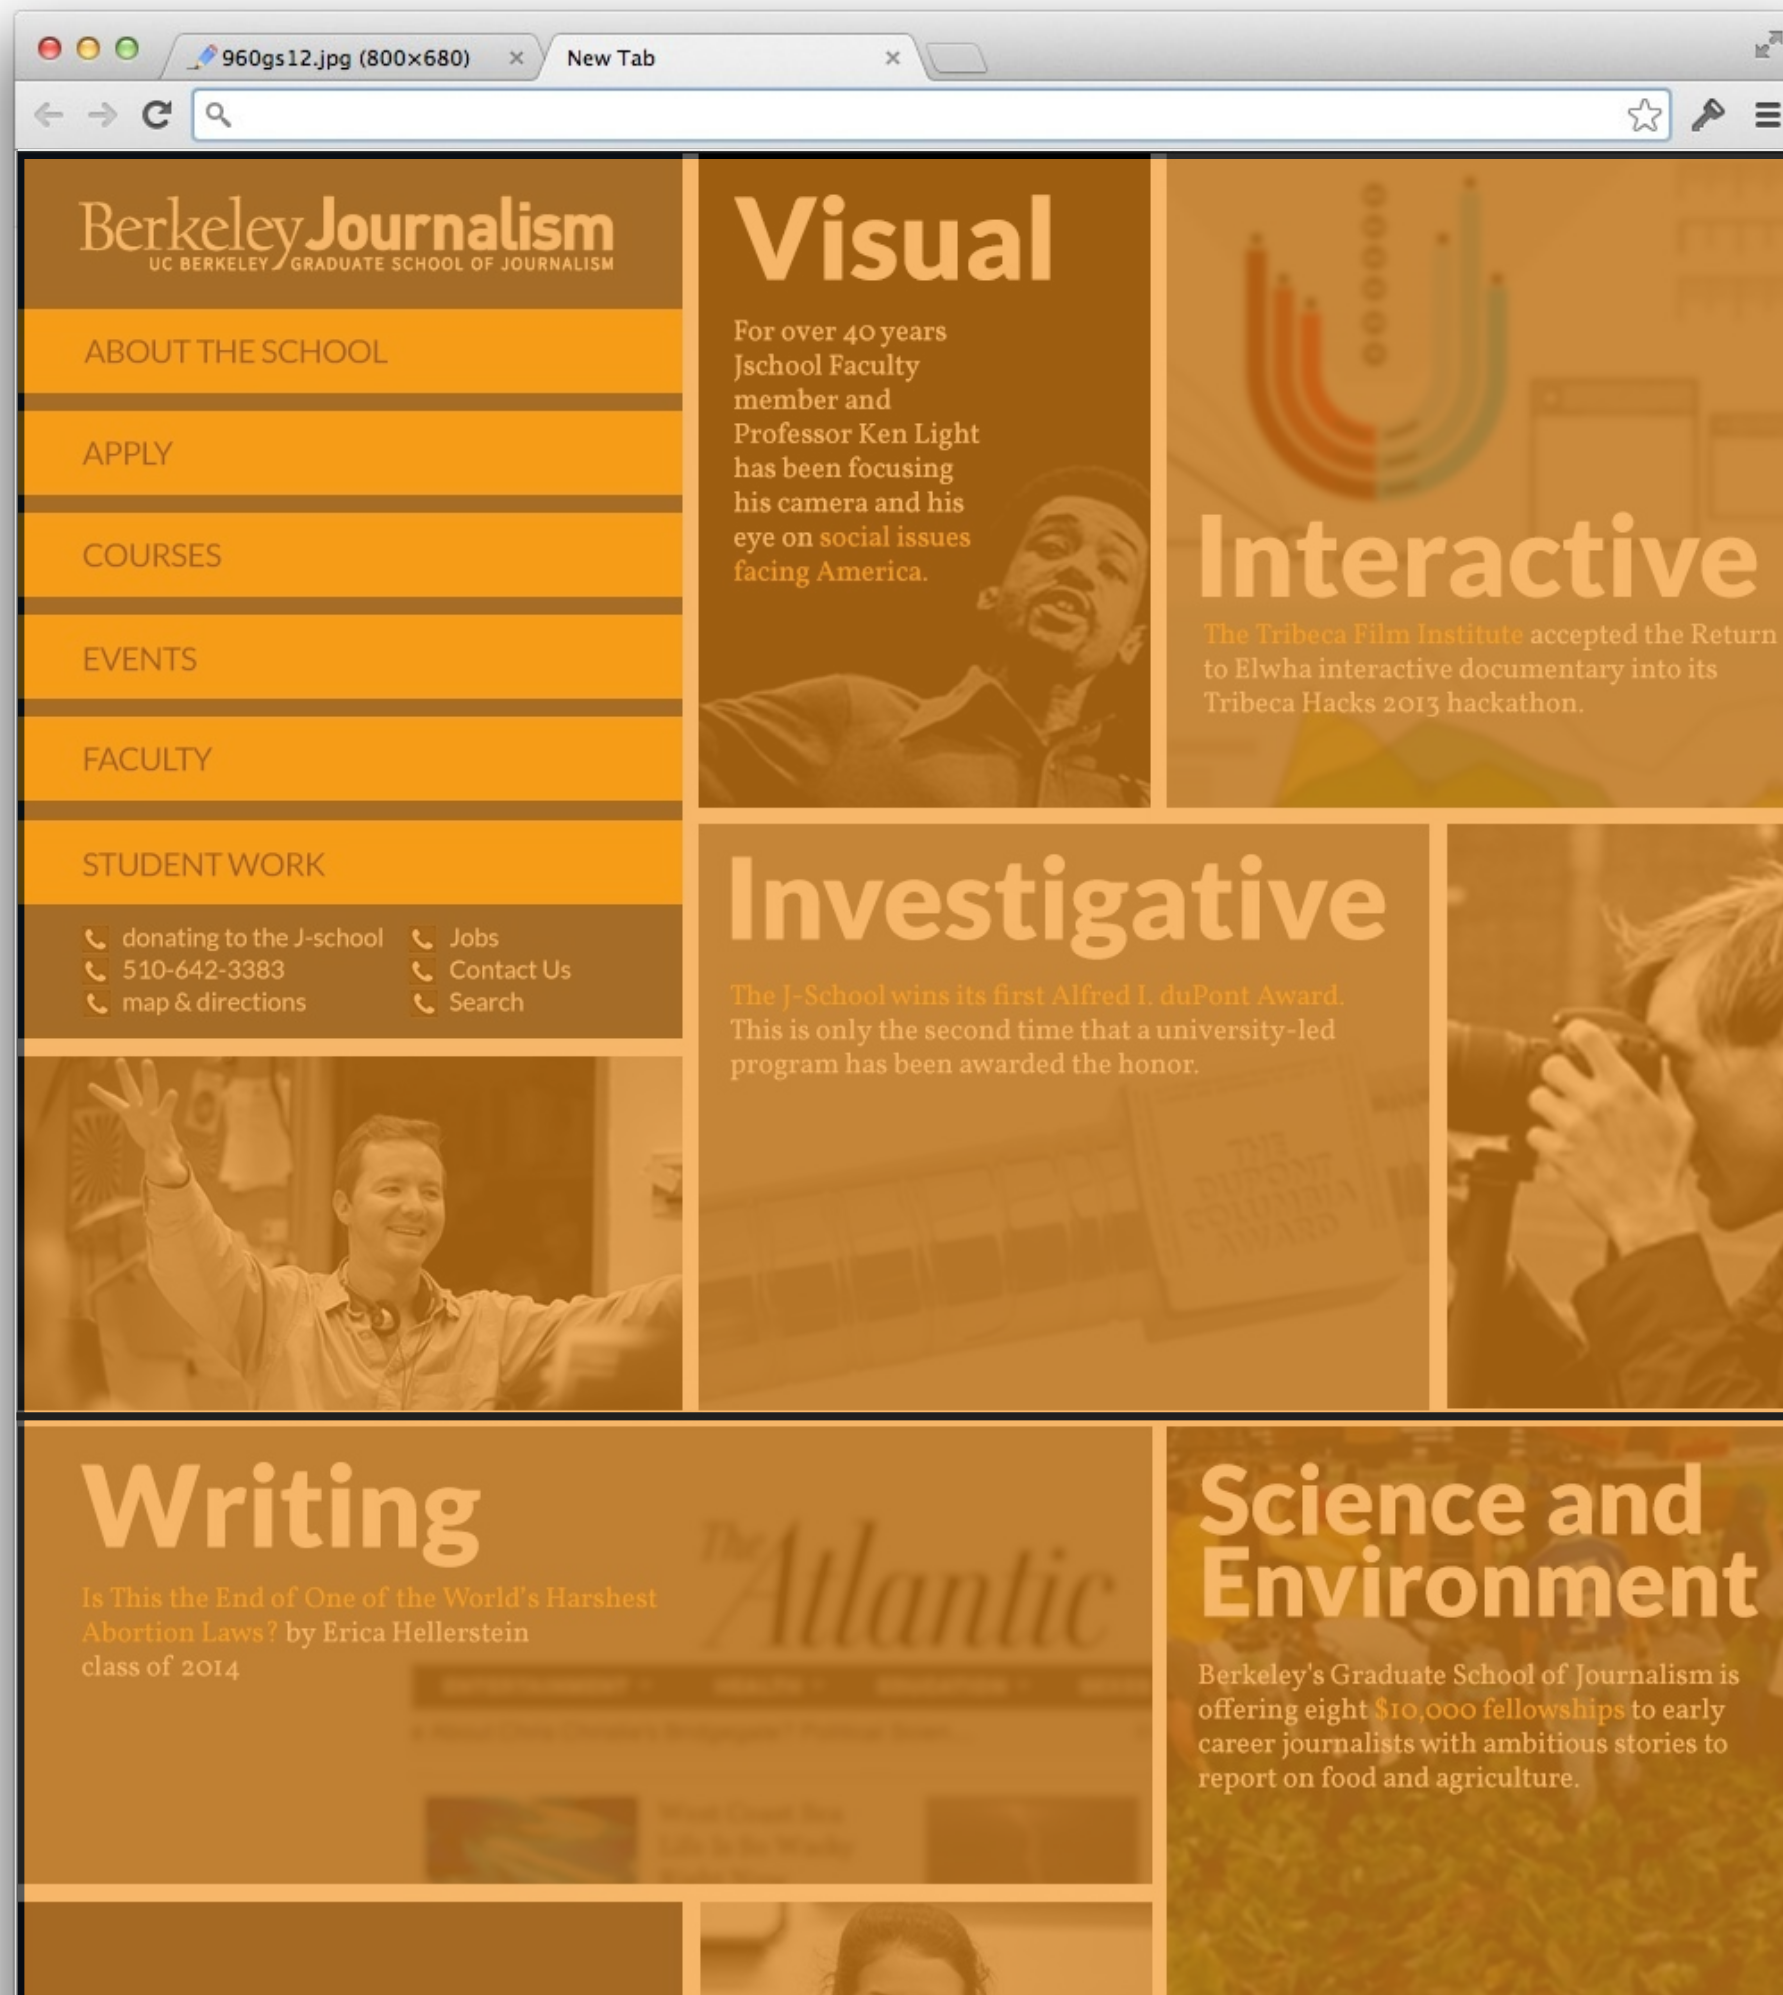 960gs12.jpg (800×680)
New Tab
BerkeleyJournalism
UC BERKELEY GRADUATE SCHOOL OF JOURNALISM
ABOUT THE SCHOOL
APPLY
COURSES
EVENTS
FACULTY
STUDENT WORK
donating to the J-school
510-642-3383
map & directions
Jobs
Contact Us
Search
Visual
For over 40 years
Jschool Faculty
member and
Professor Ken Light
has been focusing
his camera and his
eye on social issues
facing America.
Interactive
The Tribeca Film Institute accepted the Return
to Elwha interactive documentary into its
Tribeca Hacks 2013 hackathon.
Investigative
The J-School wins its first Alfred I. duPont Award.
This is only the second time that a university-led
program has been awarded the honor.
THE
DUPONT
COLUMBIA
AWARD
Writing
Is This the End of One of the World's Harshest
Abortion Laws? by Erica Hellerstein
class of 2014
The Atlantic
ENTERTAINMENT
HEALTH
EDUCATION
Science and
Environment
Berkeley's Graduate School of Journalism is
offering eight $10,000 fellowships to early
career journalists with ambitious stories to
report on food and agriculture.